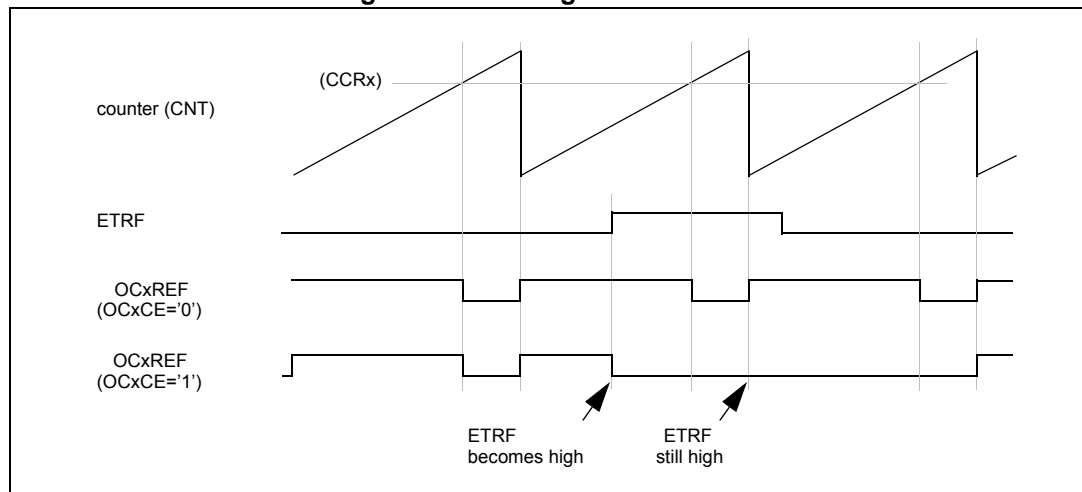 (CCRx)
counter (CNT)
ETRF
OCxREF
(OCxCE='0')
OCxREF
(OCxCE='1')
ETRF
becomes high
ETRF
still high